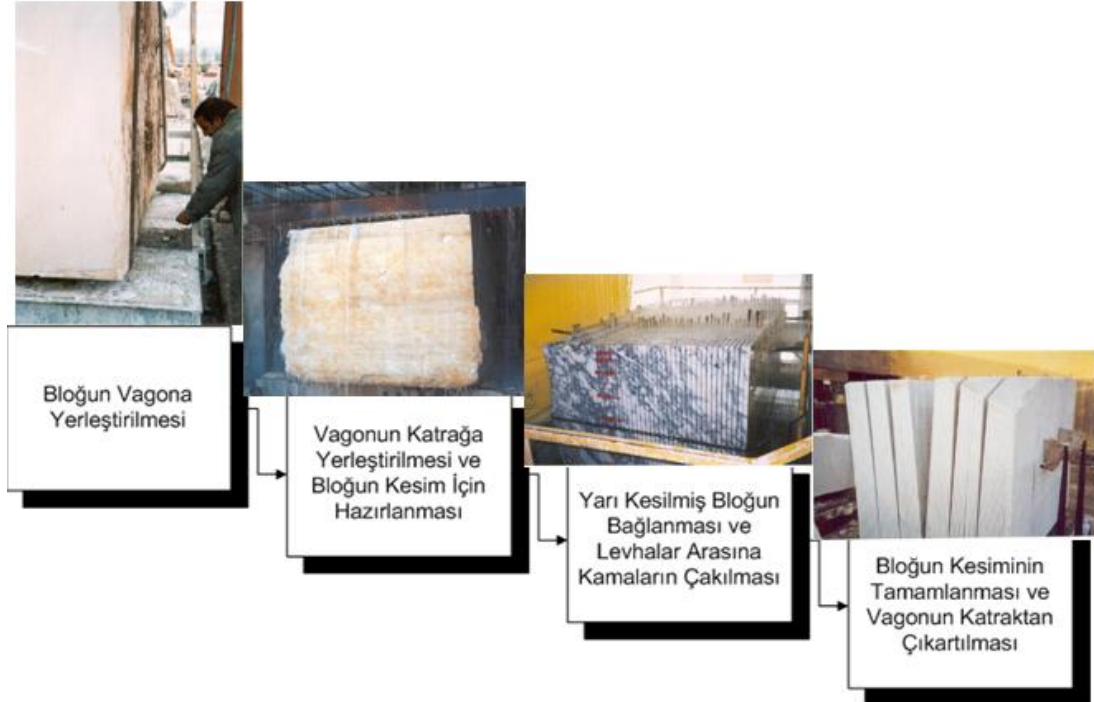 Bloğun Vagona
Yerleştirilmesi
Vagonun Katrağa
Yerleştirilmesi ve
Bloğun Kesim İçin
Hazırlanması
Yarı Kesilmiş Bloğun
Bağlanması ve
Levhalar Arasına
Kamaların Çakılması
Bloğun Kesiminin
Tamamlanması ve
Vagonun Katraktan
Çıkartılması